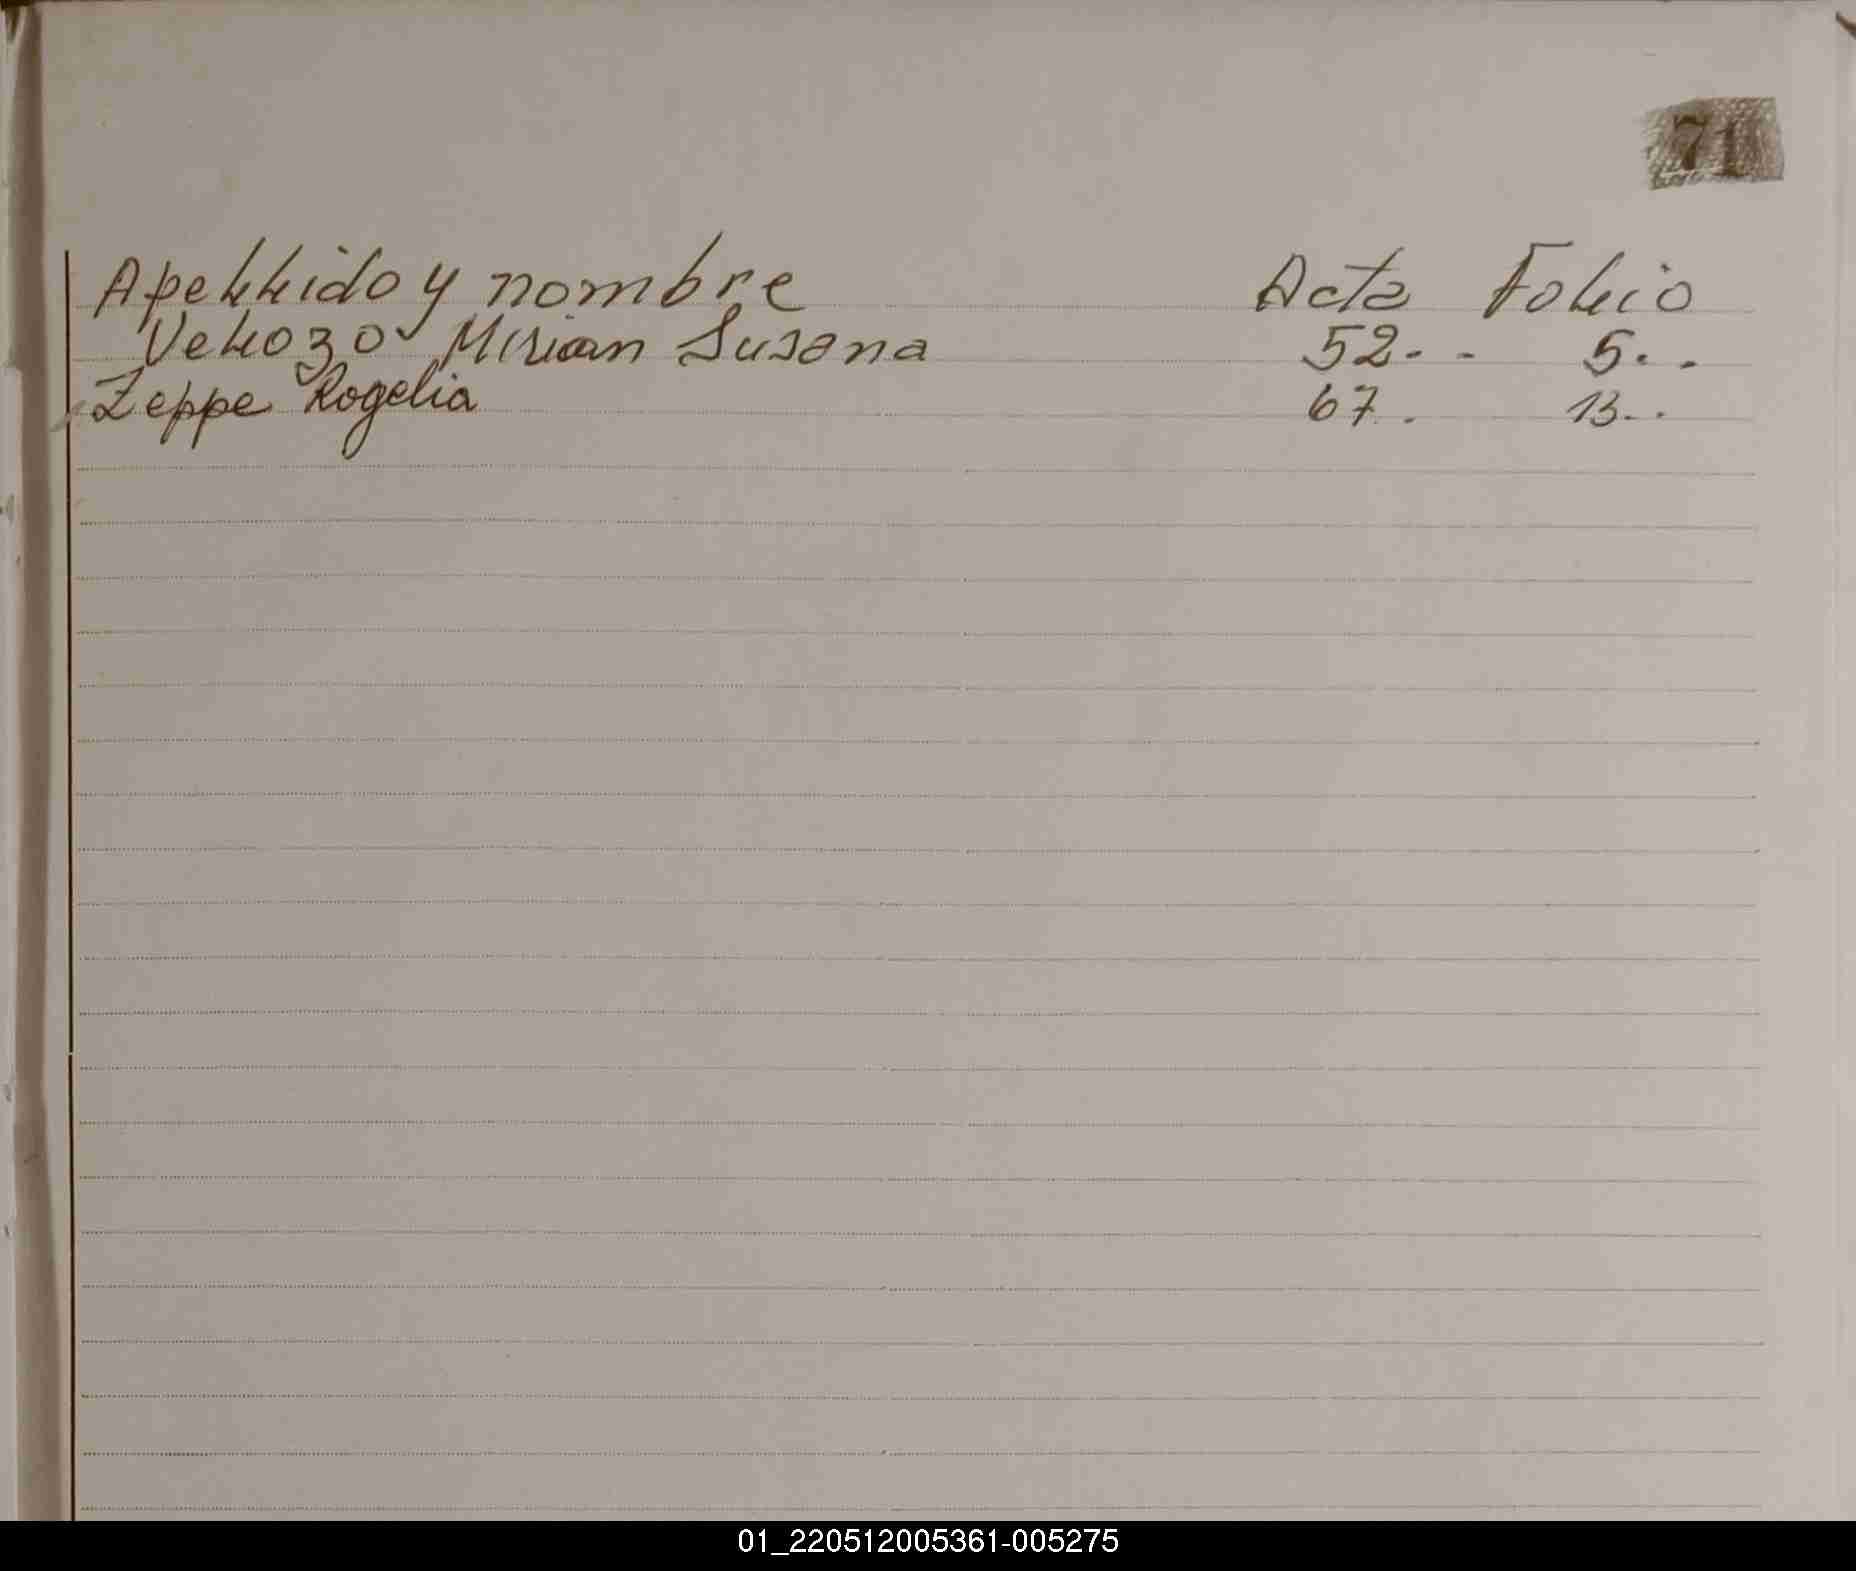 71
Apellido y nombre Acta Folio
Velozo Mirian Susana 52. - 5. .
Zeppe Rogelia 67 . 13 . .
01_220512005361-005275